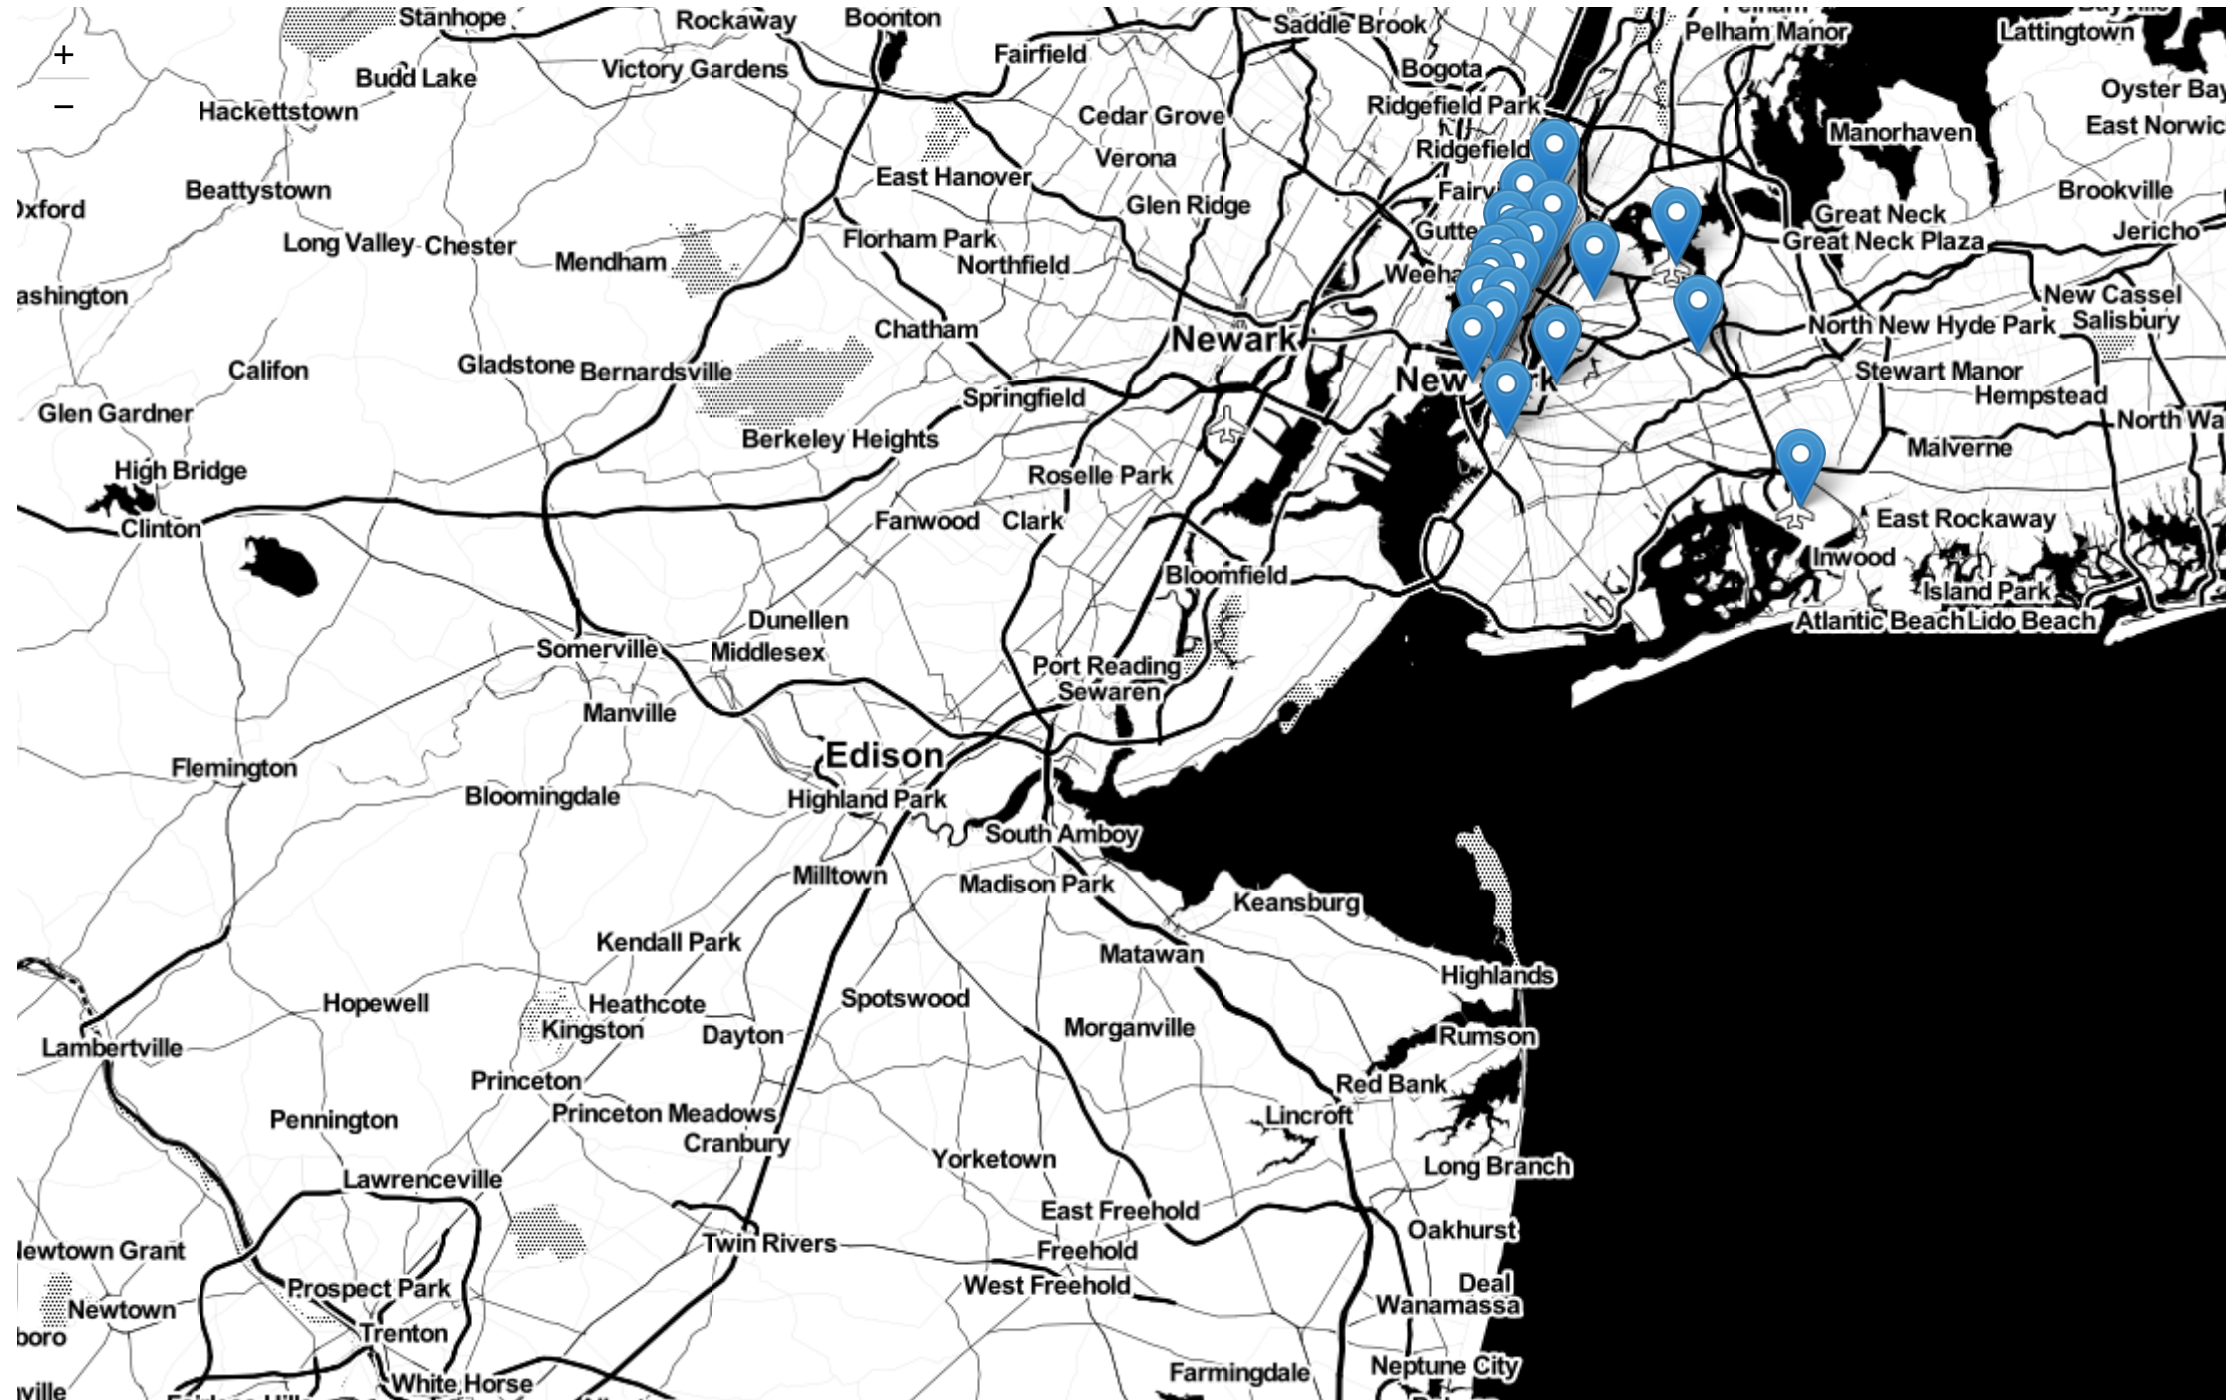 Stanhope
Rockaway
Boonton
Saddle Brook
Pelham Manor
Lattingtown
+
Budd Lake
Victory Gardens
Fairfield
Bogota
Oyster Bay
−
Hackettstown
Cedar Grove
Ridgefield Park
Manorhaven
East Norwic
Verona
Ridgefield
Beattystown
East Hanover
Glen Ridge
Fairvi
Brookville
Oxford
Great Neck
Long Valley
Chester
Mendham
Florham Park
Northfield
Gutte
Great Neck Plaza
Jericho
Weeha
ashington
New Cassel
Chatham
Newark
North New Hyde Park
Salisbury
Califon
Gladstone
Bernardsville
Springfield
New
rk
Stewart Manor
Hempstead
Glen Gardner
Berkeley Heights
North Wa
Malverne
High Bridge
Roselle Park
Clinton
Fanwood
Clark
East Rockaway
Inwood
Bloomfield
Island Park
Dunellen
Atlantic Beach
Lido Beach
Somerville
Middlesex
Port Reading
Sewaren
Manville
Edison
Flemington
Bloomingdale
Highland Park
South Amboy
Milltown
Madison Park
Keansburg
Kendall Park
Matawan
Highlands
Hopewell
Heathcote
Spotswood
Kingston
Dayton
Morganville
Rumson
Lambertville
Princeton
Red Bank
Pennington
Princeton Meadows
Lincroft
Cranbury
Yorketown
Long Branch
Lawrenceville
East Freehold
Oakhurst
Newtown Grant
Twin Rivers
Freehold
Prospect Park
West Freehold
Deal
Newtown
Wanamassa
boro
Trenton
Farmingdale
Neptune City
White Horse
ville